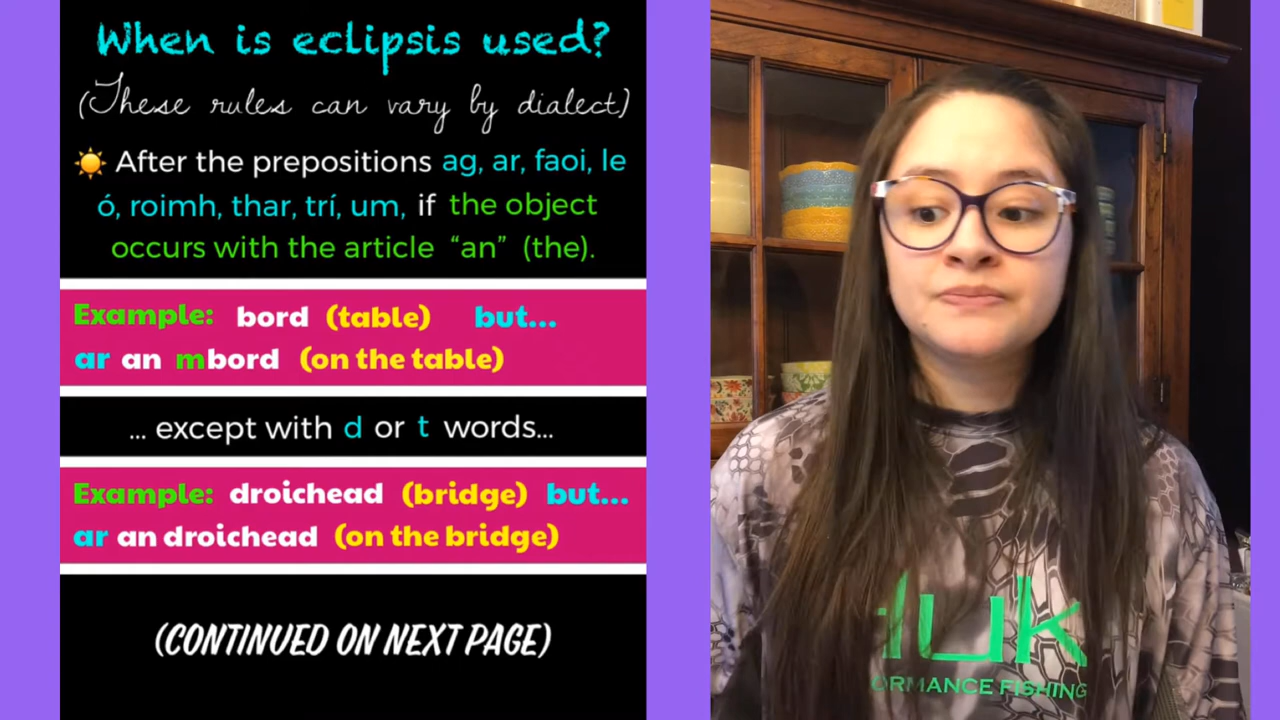 When is eclipsis used?
(These rules can vary by dialect)
After the prepositions ag, ar, faoi, le
ó, roimh, thar, trí, um, if the object
occurs with the article “an” (the).
Example: bord (table) but...
ar an mbord (on the table)
... except with d or t words...
Example: droichead (bridge) but...
ar an droichead (on the bridge)
(CONTINUED ON NEXT PAGE)
huk
ORMANCE FISHING